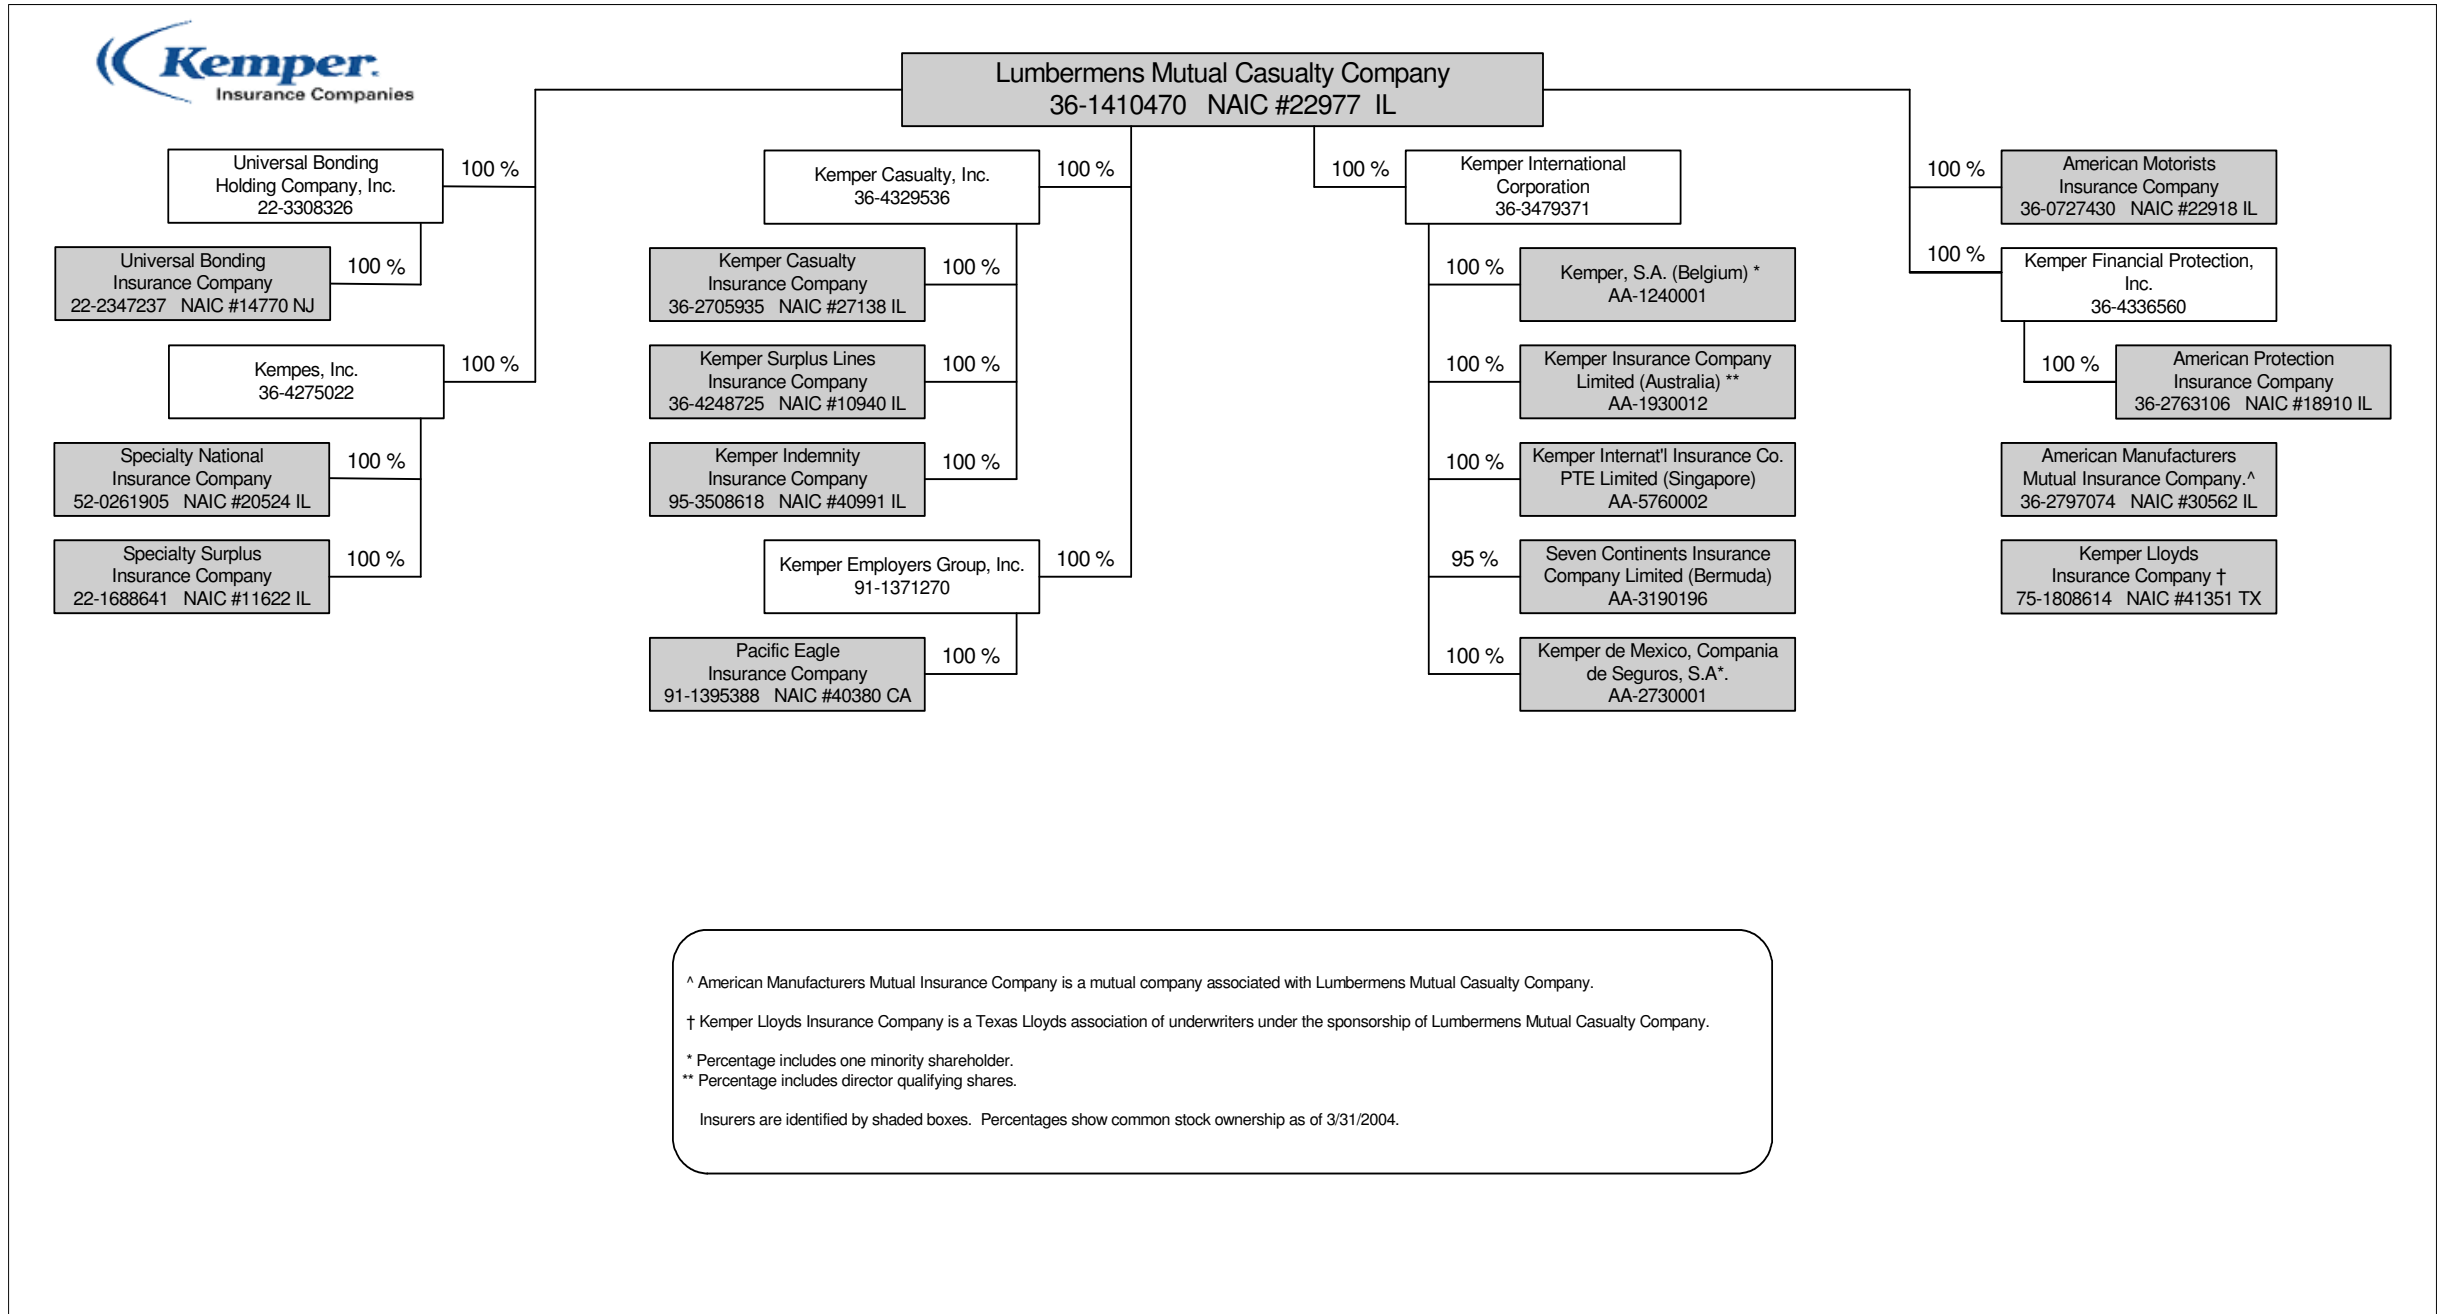 Kemper.
Insurance Companies
Lumbermens Mutual Casualty Company
36-1410470 NAIC #22977 IL
Universal Bonding
Holding Company, Inc.
22-3308326
100 %
Universal Bonding
Insurance Company
22-2347237 NAIC #14770 NJ
100 %
Kempes, Inc.
36-4275022
100 %
Specialty National
Insurance Company
52-0261905 NAIC #20524 IL
100 %
Specialty Surplus
Insurance Company
22-1688641 NAIC #11622 IL
100 %
Kemper Casualty, Inc.
36-4329536
100 %
Kemper Casualty
Insurance Company
36-2705935 NAIC #27138 IL
100 %
Kemper Surplus Lines
Insurance Company
36-4248725 NAIC #10940 IL
100 %
Kemper Indemnity
Insurance Company
95-3508618 NAIC #40991 IL
100 %
Kemper Employers Group, Inc.
91-1371270
100 %
Pacific Eagle
Insurance Company
91-1395388 NAIC #40380 CA
100 %
100 %
Kemper International
Corporation
36-3479371
100 %
Kemper, S.A. (Belgium) *
AA-1240001
100 %
Kemper Insurance Company
Limited (Australia) **
AA-1930012
100 %
Kemper Internat'l Insurance Co.
PTE Limited (Singapore)
AA-5760002
95 %
Seven Continents Insurance
Company Limited (Bermuda)
AA-3190196
100 %
Kemper de Mexico, Compania
de Seguros, S.A*.
AA-2730001
100 %
American Motorists
Insurance Company
36-0727430 NAIC #22918 IL
100 %
Kemper Financial Protection,
Inc.
36-4336560
100 %
American Protection
Insurance Company
36-2763106 NAIC #18910 IL
American Manufacturers
Mutual Insurance Company.^
36-2797074 NAIC #30562 IL
Kemper Lloyds
Insurance Company †
75-1808614 NAIC #41351 TX
^ American Manufacturers Mutual Insurance Company is a mutual company associated with Lumbermens Mutual Casualty Company.
† Kemper Lloyds Insurance Company is a Texas Lloyds association of underwriters under the sponsorship of Lumbermens Mutual Casualty Company.
* Percentage includes one minority shareholder.
** Percentage includes director qualifying shares.
Insurers are identified by shaded boxes. Percentages show common stock ownership as of 3/31/2004.